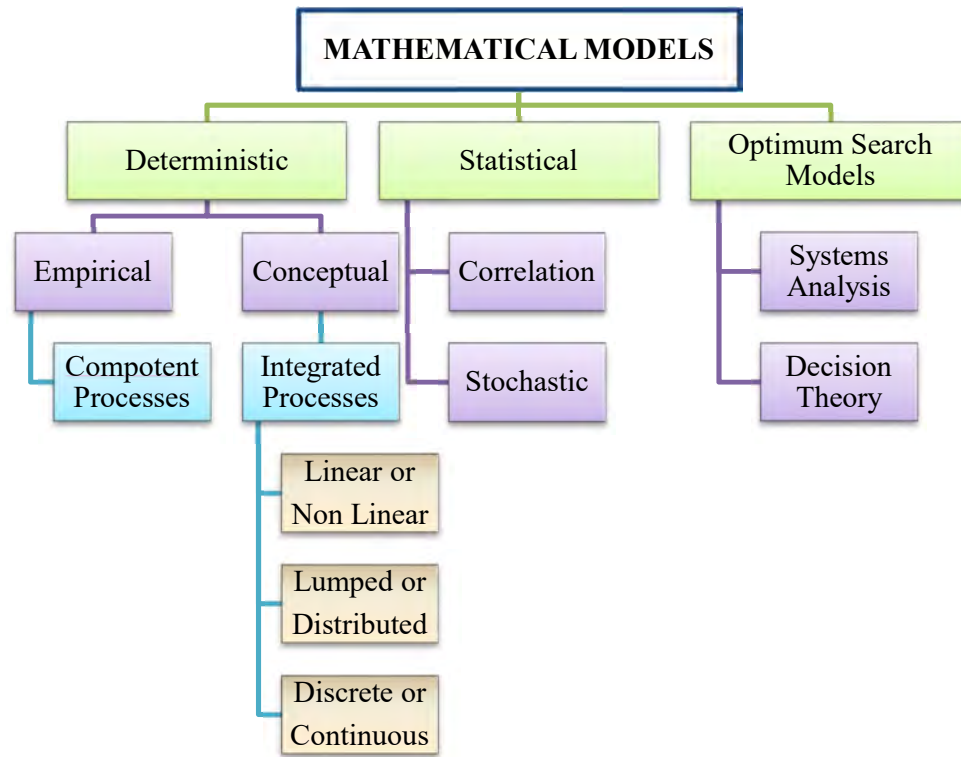 MATHEMATICAL MODELS
Deterministic
Statistical
Optimum Search
Models
Empirical
Conceptual
Correlation
Systems
Analysis
Compotent
Processes
Integrated
Processes
Stochastic
Decision
Theory
Linear or
Non Linear
Lumped or
Distributed
Discrete or
Continuous